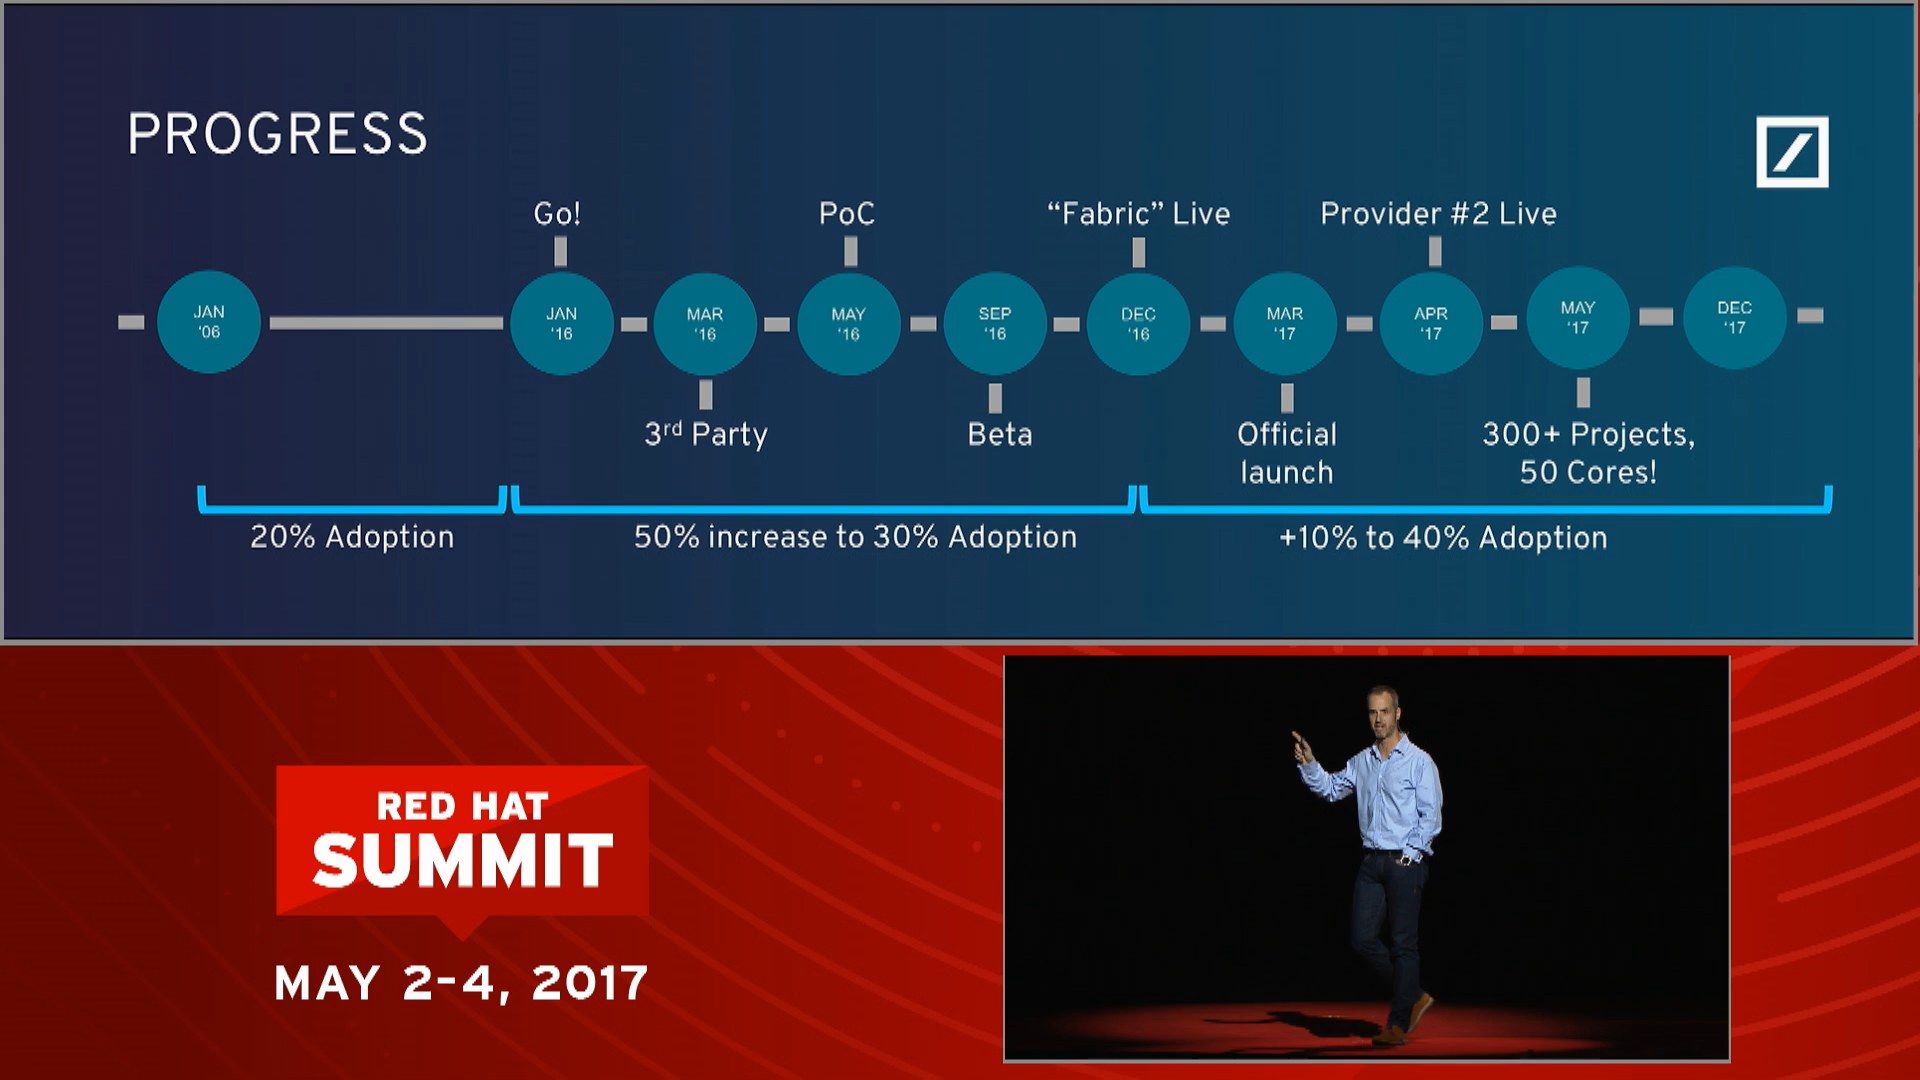 PROGRESS
Go!
PoC
“Fabric” Live
Provider #2 Live
JAN
‘06
JAN
‘16
MAR
‘16
MAY
‘16
SEP
‘16
DEC
‘16
MAR
‘17
APR
‘17
MAY
‘17
DEC
‘17
3rd Party
Beta
Official
launch
300+ Projects,
50 Cores!
20% Adoption
50% increase to 30% Adoption
+10% to 40% Adoption
RED HAT
SUMMIT
MAY 2-4, 2017